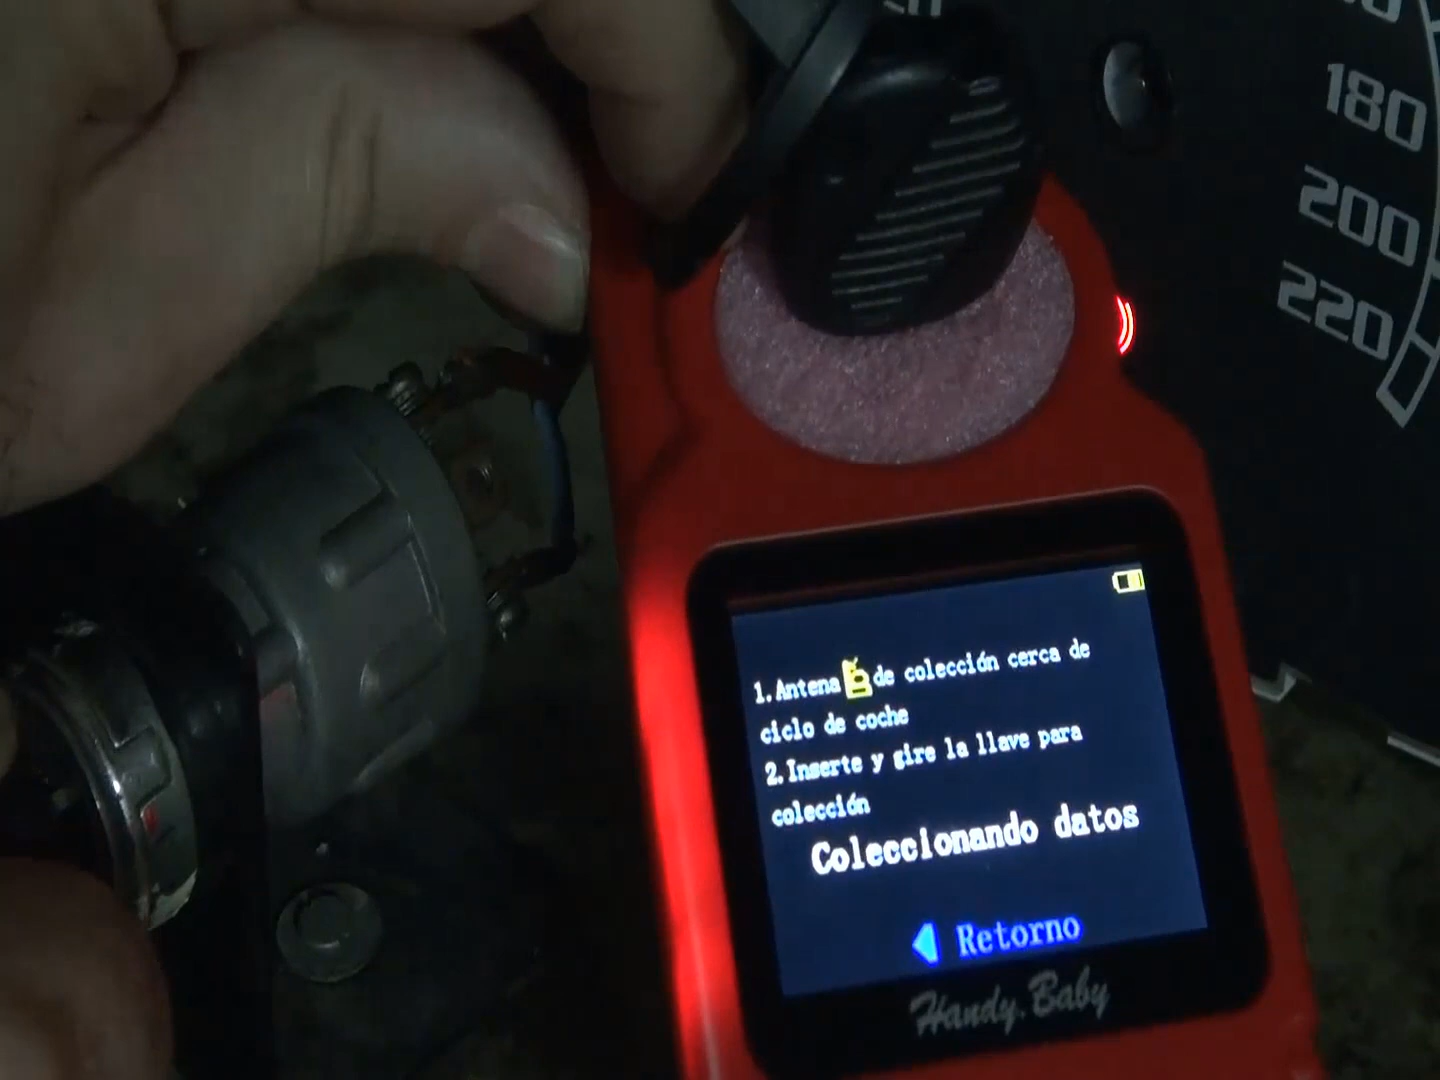 180
200
220
1.Antena de colección cerca de
ciclo de coche
2.Inserte y gire la llave para
colección
Coleccionando datos
Retorno
Handy.Baby